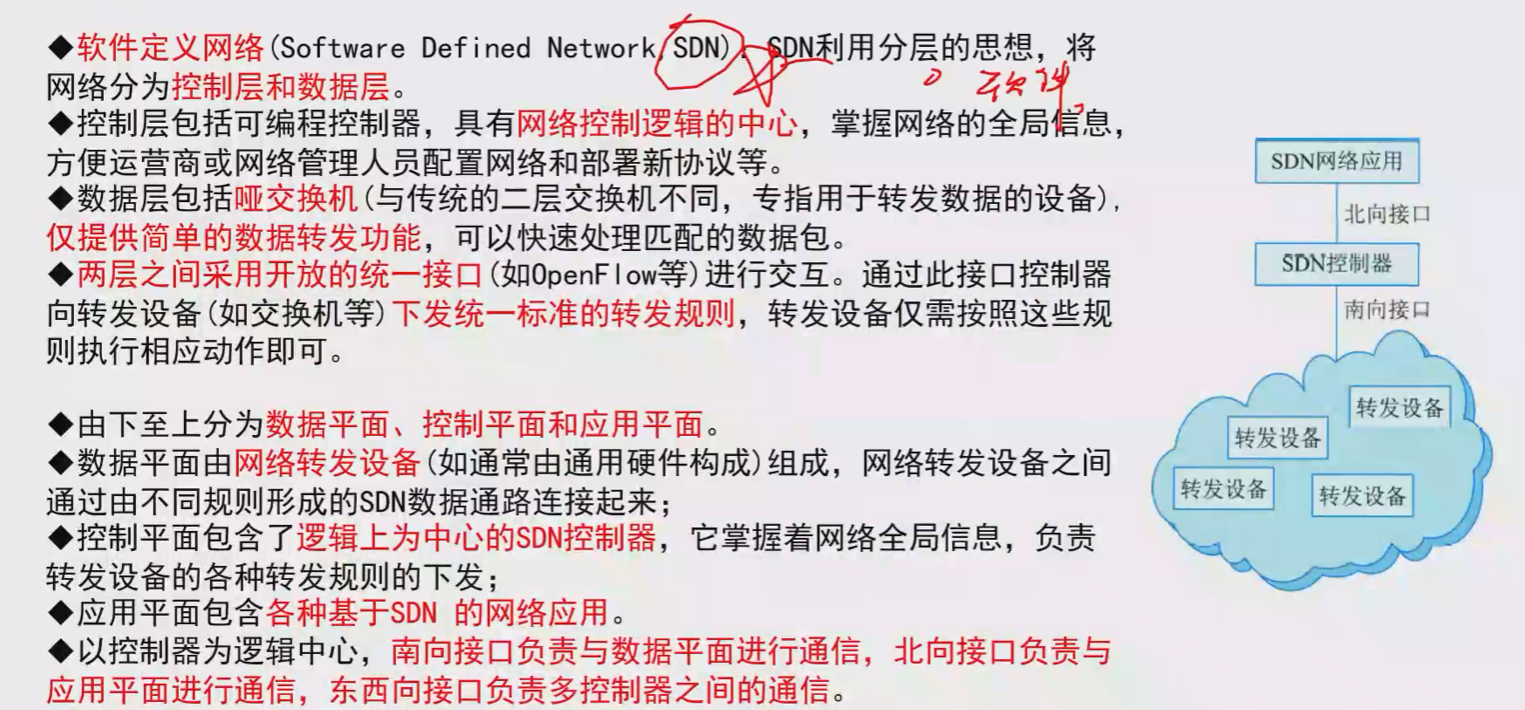 ◆软件定义网络(Software Defined Network,SDN)：SDN利用分层的思想，将
网络分为控制层和数据层。
软件
◆控制层包括可编程控制器，具有网络控制逻辑的中心，掌握网络的全局信息，
方便运营商或网络管理人员配置网络和部署新协议等。
◆数据层包括哑交换机(与传统的二层交换机不同，专指用于转发数据的设备)，
仅提供简单的数据转发功能，可以快速处理匹配的数据包。
◆两层之间采用开放的统一接口(如OpenFlow等)进行交互。通过此接口控制器
向转发设备(如交换机等)下发统一标准的转发规则，转发设备仅需按照这些规
则执行相应动作即可。
◆由下至上分为数据平面、控制平面和应用平面。
◆数据平面由网络转发设备(如通常由通用硬件构成)组成，网络转发设备之间
通过由不同规则形成的SDN数据通路连接起来；
◆控制平面包含了逻辑上为中心的SDN控制器，它掌握着网络全局信息，负责
转发设备的各种转发规则的下发；
◆应用平面包含各种基于SDN 的网络应用。
◆以控制器为逻辑中心，南向接口负责与数据平面进行通信，北向接口负责与
应用平面进行通信，东西向接口负责多控制器之间的通信。
SDN网络应用
北向接口
SDN控制器
南向接口
转发设备
转发设备
转发设备
转发设备